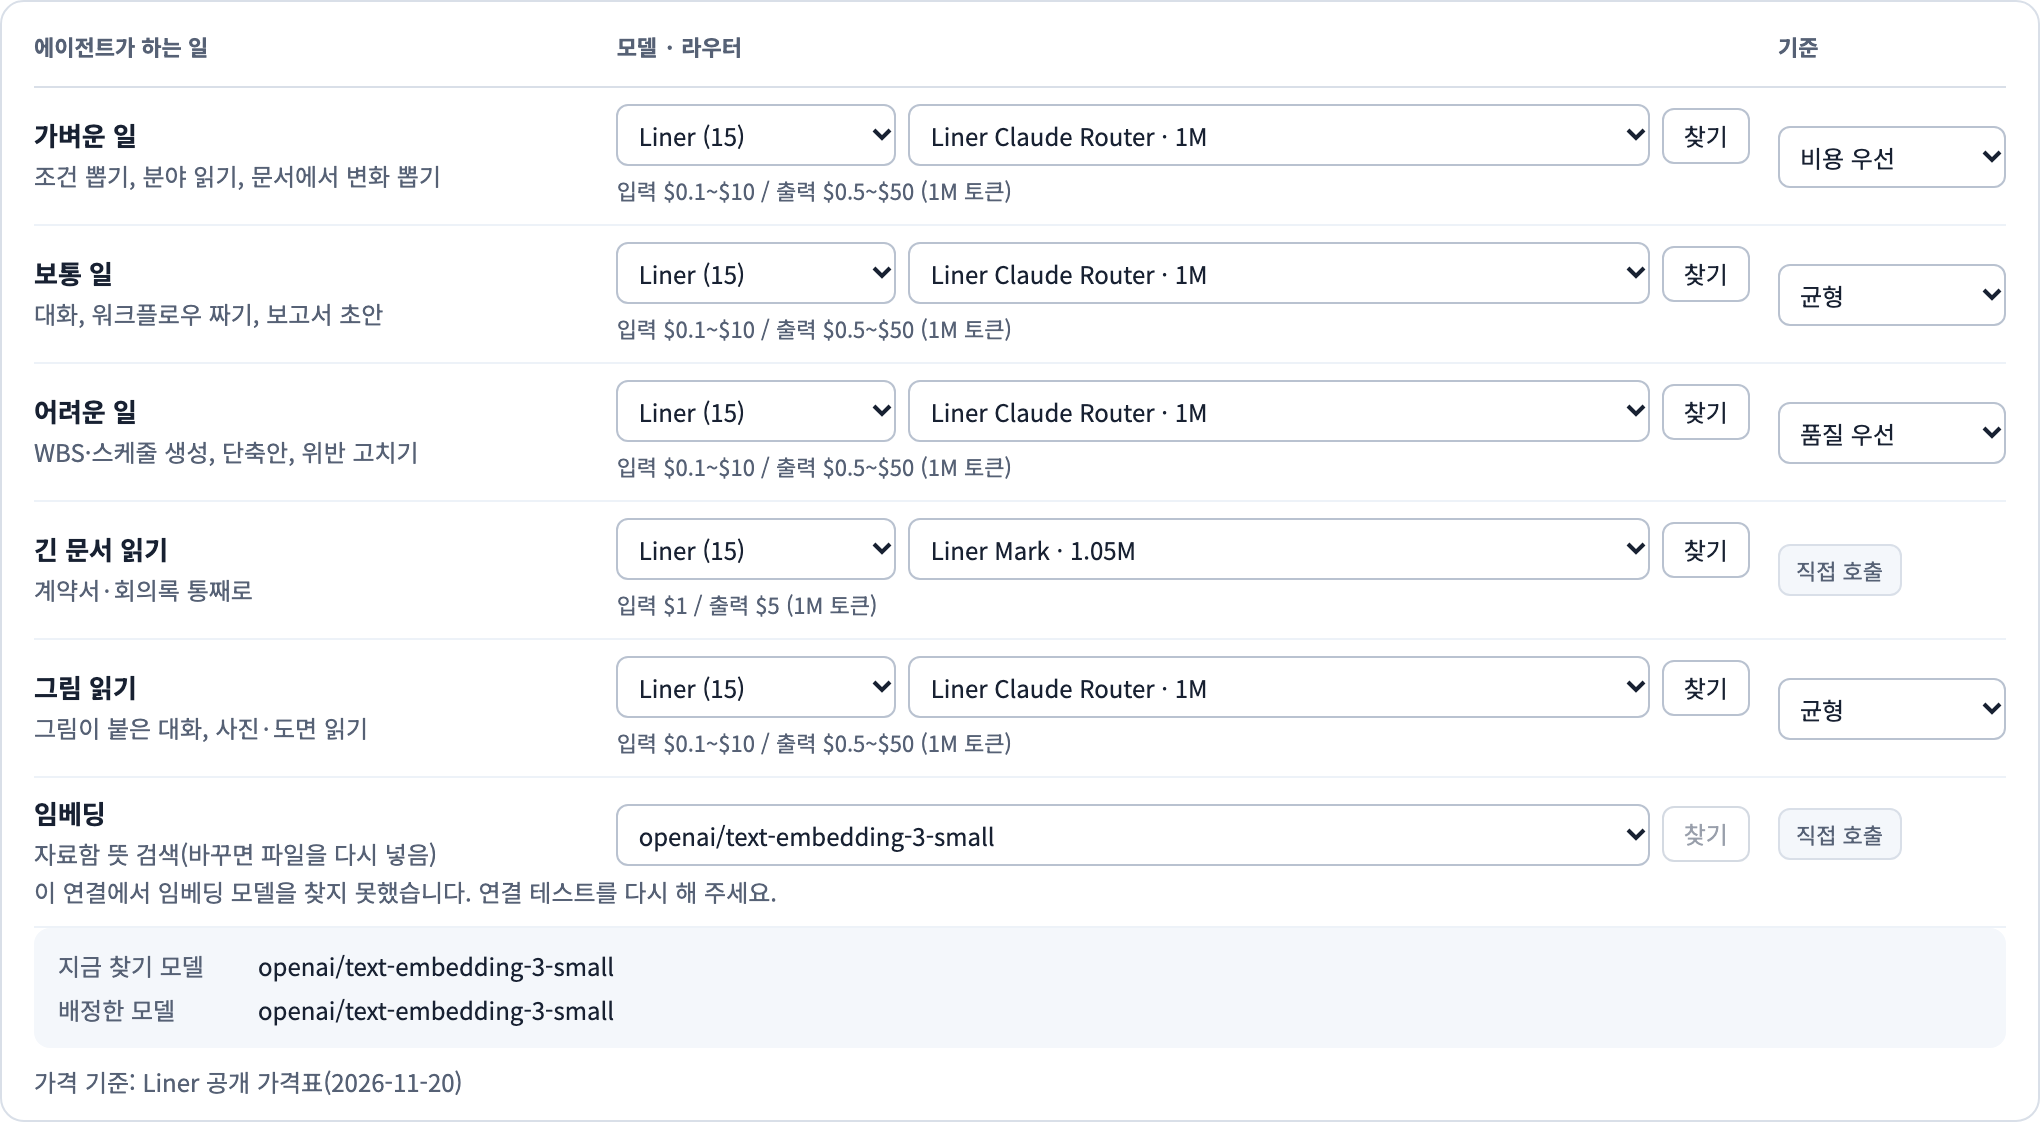 에이전트가 하는 일
모델 · 라우터
기준
가벼운 일
조건 뽑기, 분야 읽기, 문서에서 변화 뽑기
Liner (15)
Liner Claude Router · 1M
찾기
입력 $0.1~$10 / 출력 $0.5~$50 (1M 토큰)
비용 우선
보통 일
대화, 워크플로우 짜기, 보고서 초안
Liner (15)
Liner Claude Router · 1M
찾기
입력 $0.1~$10 / 출력 $0.5~$50 (1M 토큰)
균형
어려운 일
WBS·스케줄 생성, 단축안, 위반 고치기
Liner (15)
Liner Claude Router · 1M
찾기
입력 $0.1~$10 / 출력 $0.5~$50 (1M 토큰)
품질 우선
긴 문서 읽기
계약서·회의록 통째로
Liner (15)
Liner Mark · 1.05M
찾기
입력 $1 / 출력 $5 (1M 토큰)
직접 호출
그림 읽기
그림이 붙은 대화, 사진·도면 읽기
Liner (15)
Liner Claude Router · 1M
찾기
입력 $0.1~$10 / 출력 $0.5~$50 (1M 토큰)
균형
임베딩
자료함 뜻 검색(바꾸면 파일을 다시 넣음)
openai/text-embedding-3-small
찾기
직접 호출
이 연결에서 임베딩 모델을 찾지 못했습니다. 연결 테스트를 다시 해 주세요.
지금 찾기 모델 openai/text-embedding-3-small
배정한 모델 openai/text-embedding-3-small
가격 기준: Liner 공개 가격표(2026-11-20)